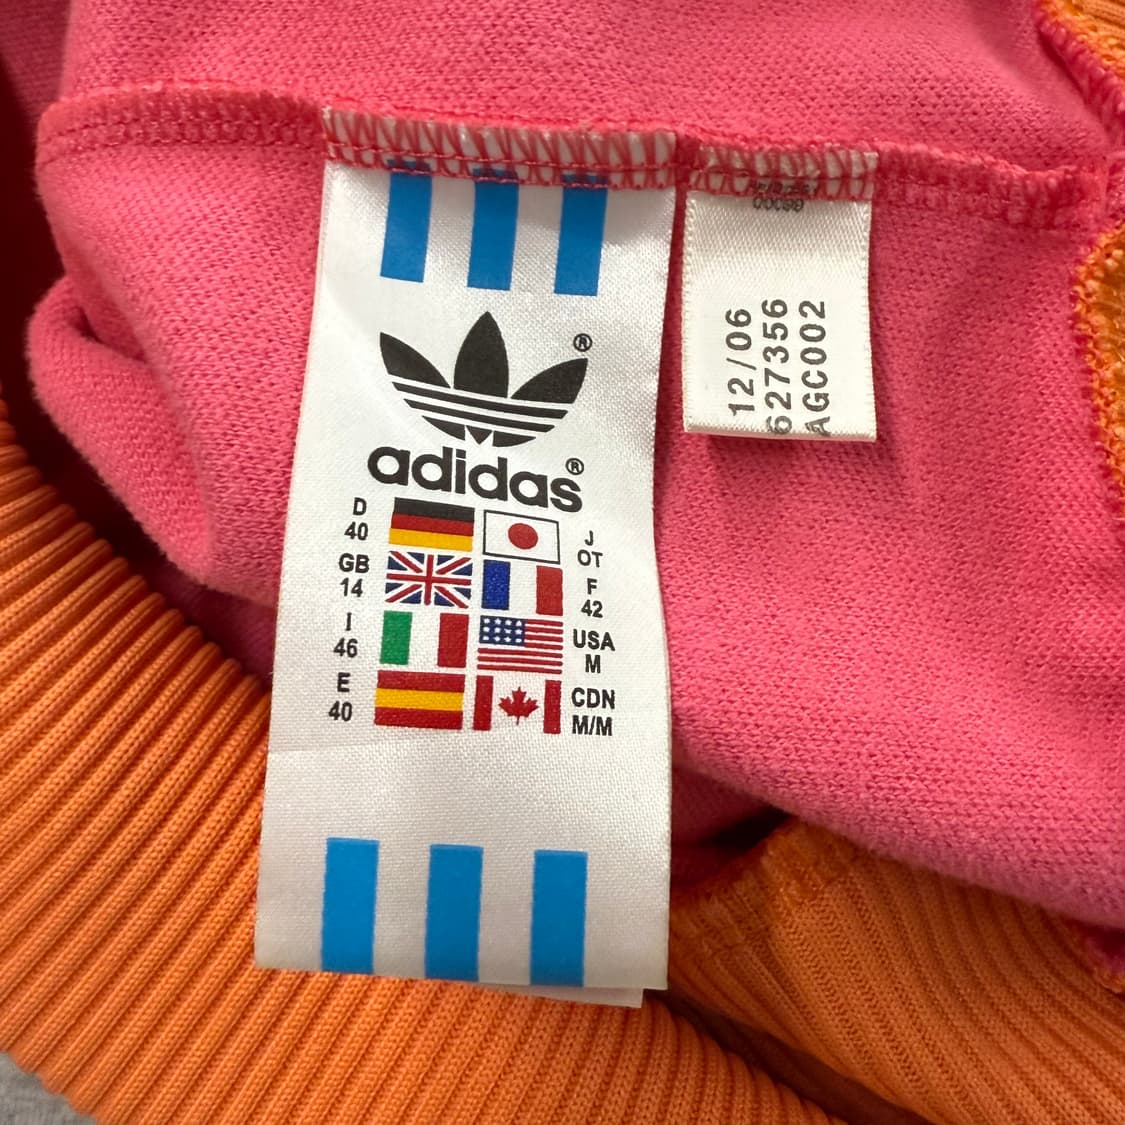 ®
adidas®
D
40
J
OT
GB
14
F
42
I
46
USA
M
E
40
CDN
M/M
12/06
627356
AGC002